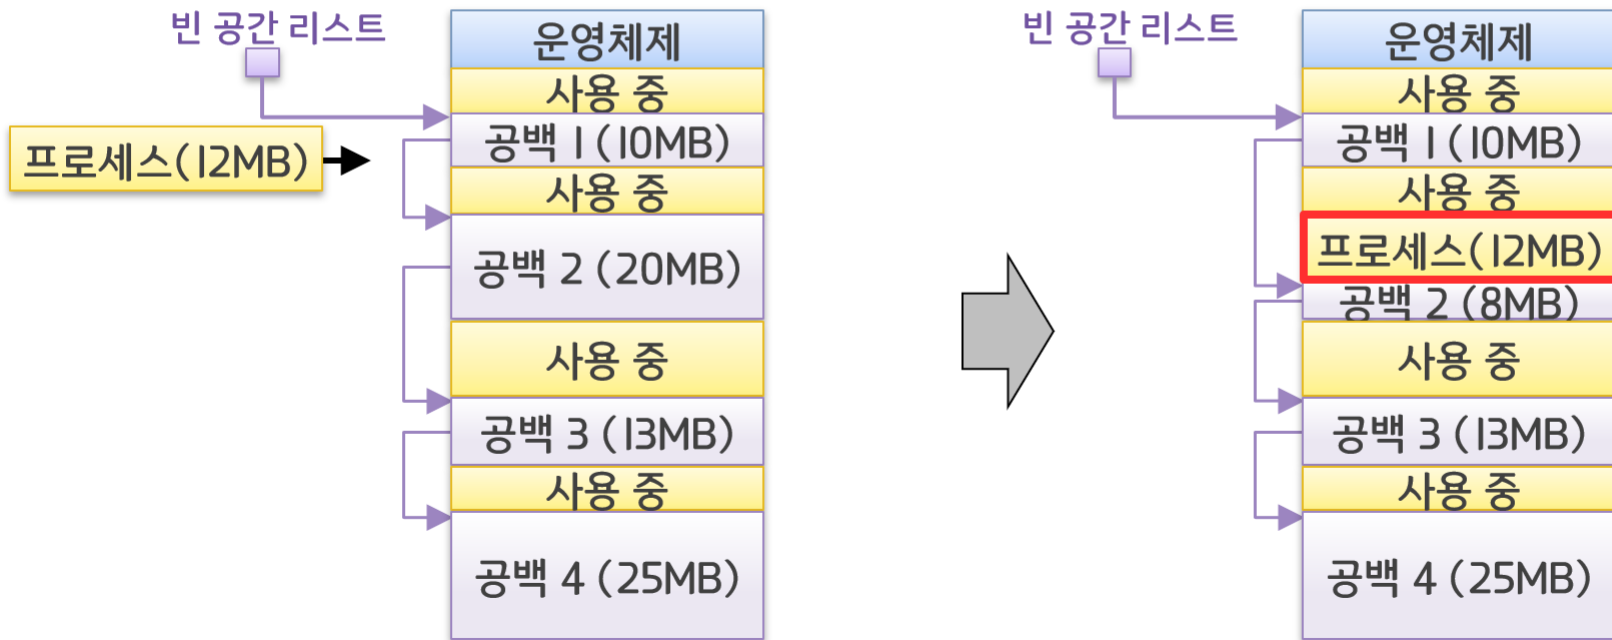 빈 공간 리스트
운영체제
사용 중
공백 1 (10MB)
프로세스(12MB)
사용 중
공백 2 (20MB)
사용 중
공백 3 (13MB)
사용 중
공백 4 (25MB)
빈 공간 리스트
운영체제
사용 중
공백 1 (10MB)
사용 중
프로세스(12MB)
공백 2 (8MB)
사용 중
공백 3 (13MB)
사용 중
공백 4 (25MB)